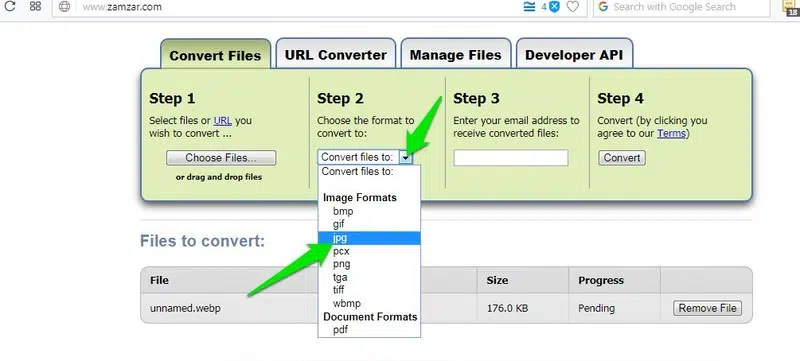 www.zamzar.com
4
Search with Google Search
18
Convert Files
URL Converter
Manage Files
Developer API
Step 1
Select files or URL you
wish to convert ...
Choose Files...
or drag and drop files
Step 2
Choose the format to
convert to:
Convert files to:
Convert files to:
Image Formats
bmp
gif
jpg
pcx
png
tga
tiff
wbmp
Document Formats
pdf
Step 3
Enter your email address to
receive converted files:
Step 4
Convert (by clicking you
agree to our Terms)
Convert
Files to convert:
File
Size
Progress
unnamed.webp
176.0 KB
Pending
Remove File